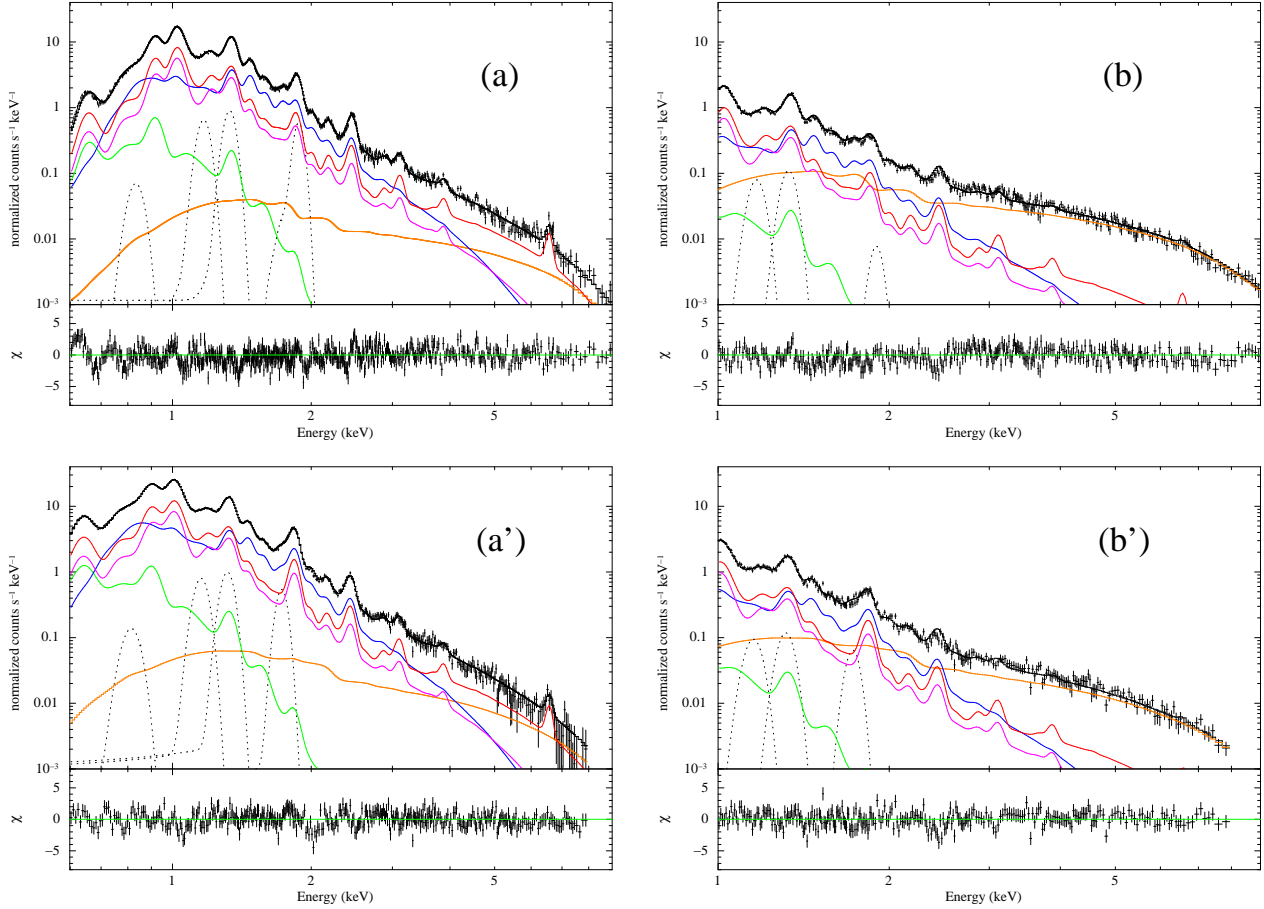 (a)
normalized counts s⁻¹ keV⁻¹
10
1
0.1
0.01
10⁻³
χ
5
0
−5
1
2
5
Energy (keV)
(b)
normalized counts s⁻¹ keV⁻¹
10
1
0.1
0.01
10⁻³
χ
5
0
−5
1
2
5
Energy (keV)
(a’)
normalized counts s⁻¹ keV⁻¹
10
1
0.1
0.01
10⁻³
χ
5
0
−5
1
2
5
Energy (keV)
(b’)
normalized counts s⁻¹ keV⁻¹
10
1
0.1
0.01
10⁻³
χ
5
0
−5
1
2
5
Energy (keV)